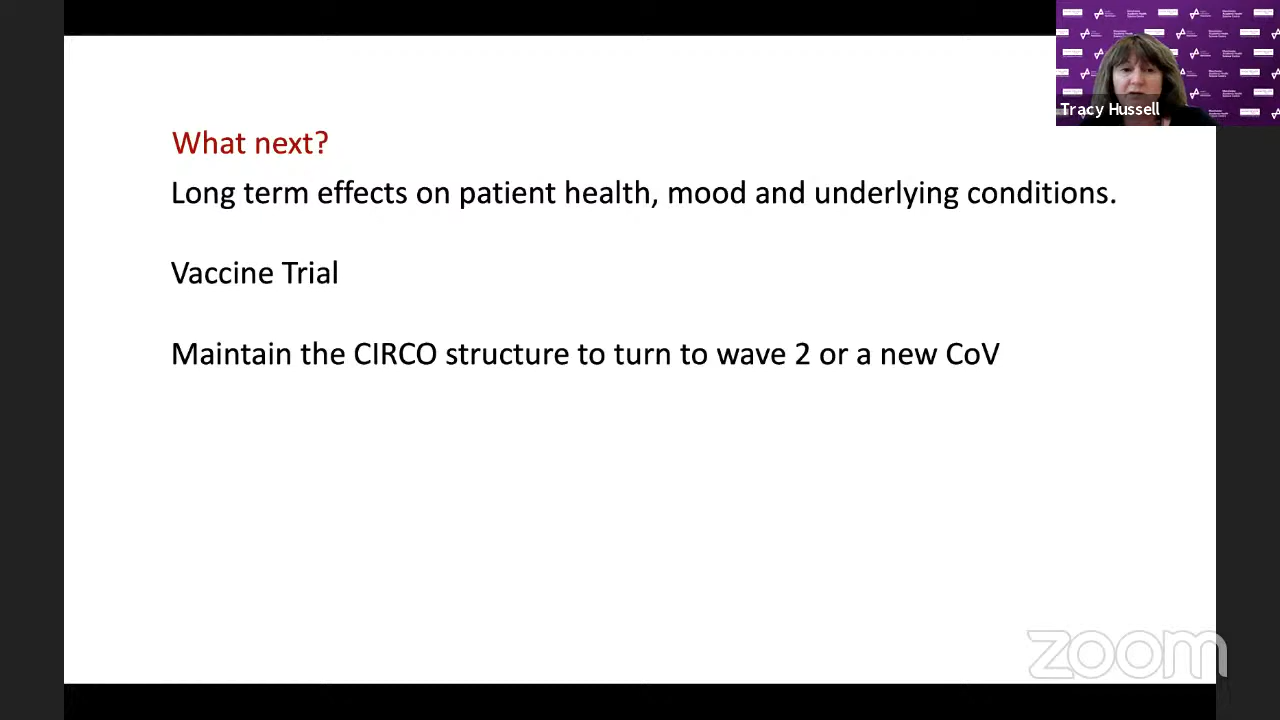 What next?
Long term effects on patient health, mood and underlying conditions.
Vaccine Trial
Maintain the CIRCO structure to turn to wave 2 or a new CoV
Tracy Hussell
zoom